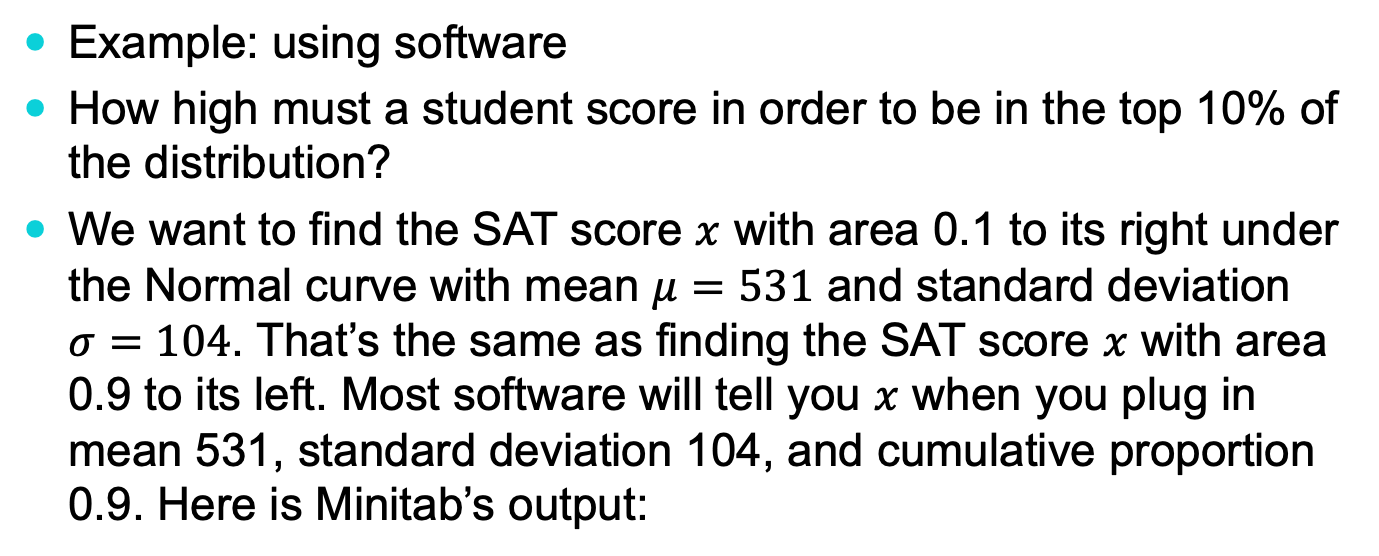 • Example: using software
• How high must a student score in order to be in the top 10% of
the distribution?
• We want to find the SAT score 𝑥 with area 0.1 to its right under
the Normal curve with mean 𝜇 = 531 and standard deviation
𝜎 = 104. That’s the same as finding the SAT score 𝑥 with area
0.9 to its left. Most software will tell you 𝑥 when you plug in
mean 531, standard deviation 104, and cumulative proportion
0.9. Here is Minitab’s output: